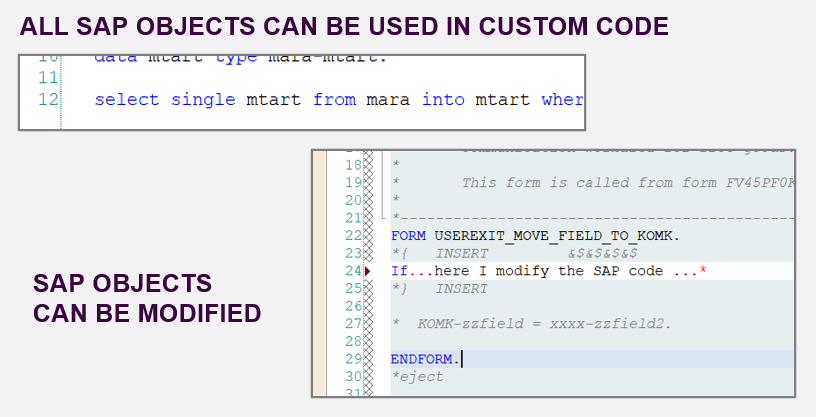 ALL SAP OBJECTS CAN BE USED IN CUSTOM CODE
10 data mtart type mara-mtart.
11
12 select single mtart from mara into mtart wher
18 *
19 * This form is called from form FV45PF0K
20 *
21 *------------------------------------------------
22 FORM USEREXIT_MOVE_FIELD_TO_KOMK.
23 *{ INSERT &$&$&$&$
24 If...here I modify the SAP code ...*
25 *} INSERT
26
27 * KOMK-zzfield = xxxx-zzfield2.
28
29 ENDFORM.
30 *eject
31
SAP OBJECTS
CAN BE MODIFIED